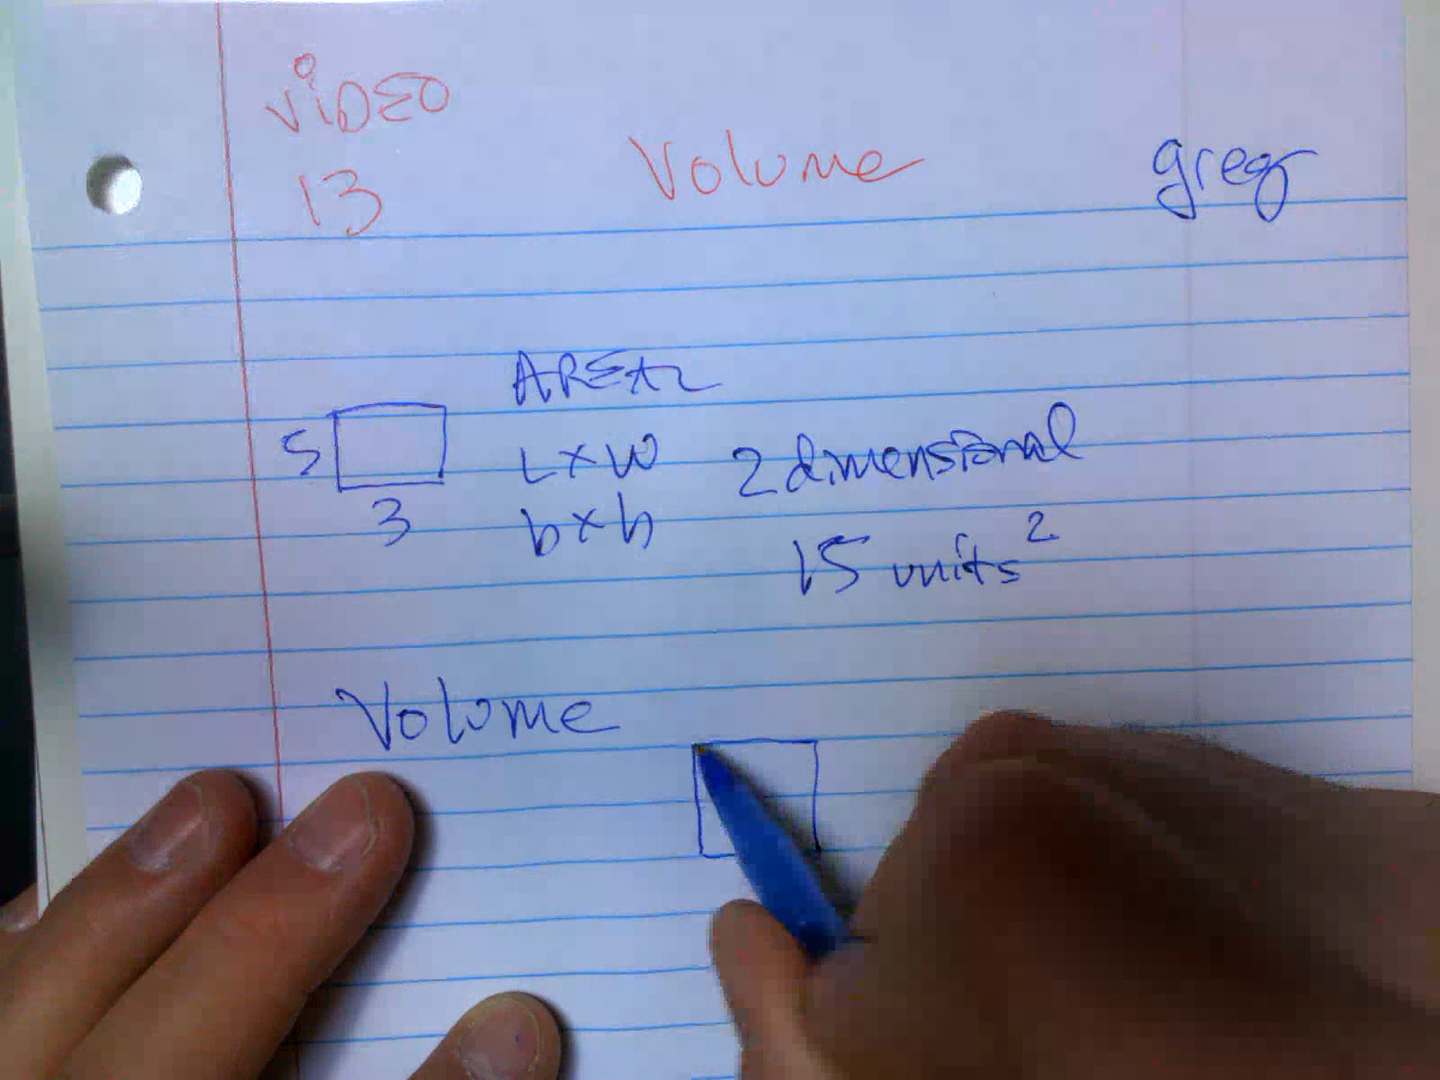 VIDEO
13
Volume
greg
AREA
5
L x W
2 dimensional
3
b x h
15 units²
Volume